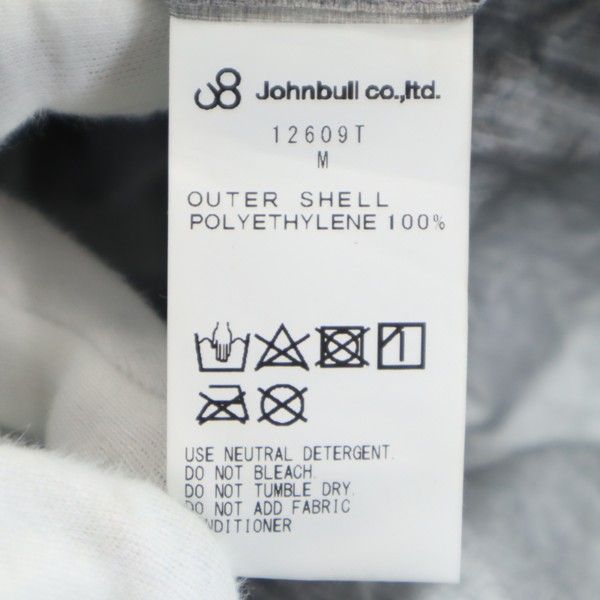 Johnbull co.,ltd.
12609T
M
OUTER SHELL
POLYETHYLENE 100%
USE NEUTRAL DETERGENT.
DO NOT BLEACH.
DO NOT TUMBLE DRY.
DO NOT ADD FABRIC
CONDITIONER